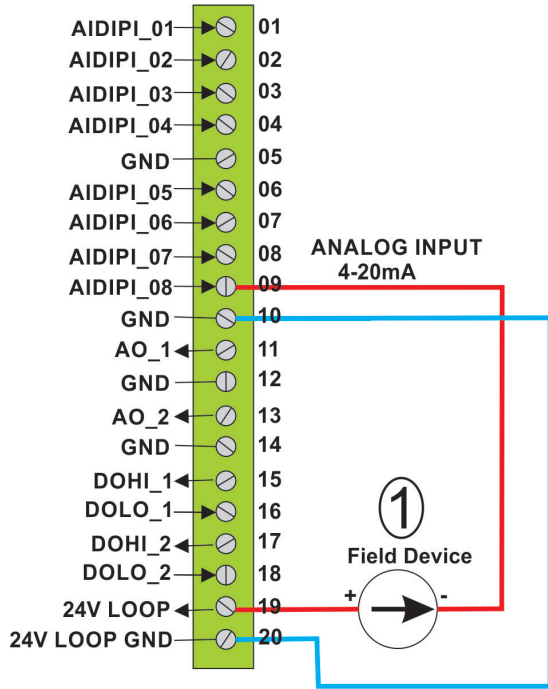 AIDIPI_01 01
AIDIPI_02 02
AIDIPI_03 03
AIDIPI_04 04
GND 05
AIDIPI_05 06
AIDIPI_06 07
AIDIPI_07 08
ANALOG INPUT
4-20mA
AIDIPI_08 09
GND 10
AO_1 11
GND 12
AO_2 13
GND 14
DOHI_1 15
DOLO_1 16
DOHI_2 17
DOLO_2 18
1
Field Device
+ -
24V LOOP 19
24V LOOP GND 20